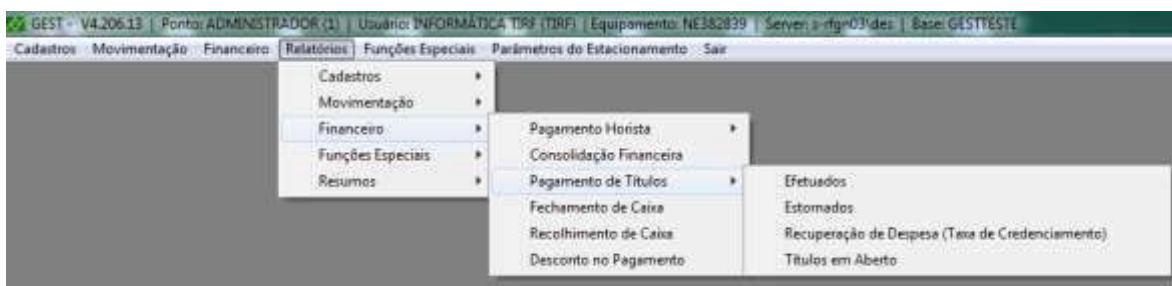 GEST - V4.206.13 | Ponto: ADMINISTRADOR (1) | Usuário: INFORMÁTICA TIRF (TIRF) | Equipamento: NE382839 | Server: s-rfgn03\des | Base: GESTTESTE
Cadastros Movimentação Financeiro Relatórios Funções Especiais Parâmetros do Estacionamento Sair
Cadastros
Movimentação
Financeiro
Funções Especiais
Resumos
Pagamento Horista
Consolidação Financeira
Pagamento de Títulos
Fechamento de Caixa
Recolhimento de Caixa
Desconto no Pagamento
Efetuados
Estornados
Recuperação de Despesa (Taxa de Credenciamento)
Títulos em Aberto